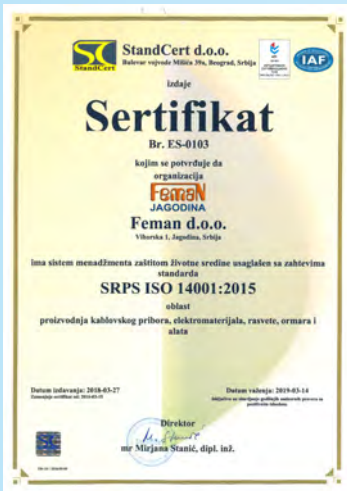 SC
StandCert
StandCert d.o.o.
Bulevar vojvode Mišića 39a, Beograd, Srbija
IAF
izdaje
Sertifikat
Br. ES-0103
kojim se potvrđuje da
organizacija
FemaN
JAGODINA
Feman d.o.o.
Viborska 1, Jagodina, Srbija
ima sistem menadžmenta zaštitom životne sredine usaglašen sa zahtevima
standarda
SRPS ISO 14001:2015
oblast
proizvodnja kablovskog pribora, elektromaterijala, rasvete, ormara i
alata
Datum izdavanja: 2018-03-27
Datum važenja: 2019-03-14
Direktor
mr Mirjana Stanić, dipl. inž.